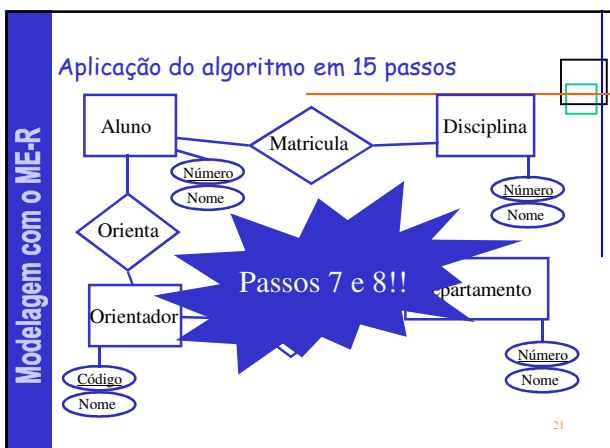 Modelagem com o ME-R
Aplicação do algoritmo em 15 passos
Aluno
Matricula
Disciplina
Número
Nome
Número
Nome
Orienta
Passos 7 e 8!!
epartamento
Orientador
Código
Nome
Número
Nome
21